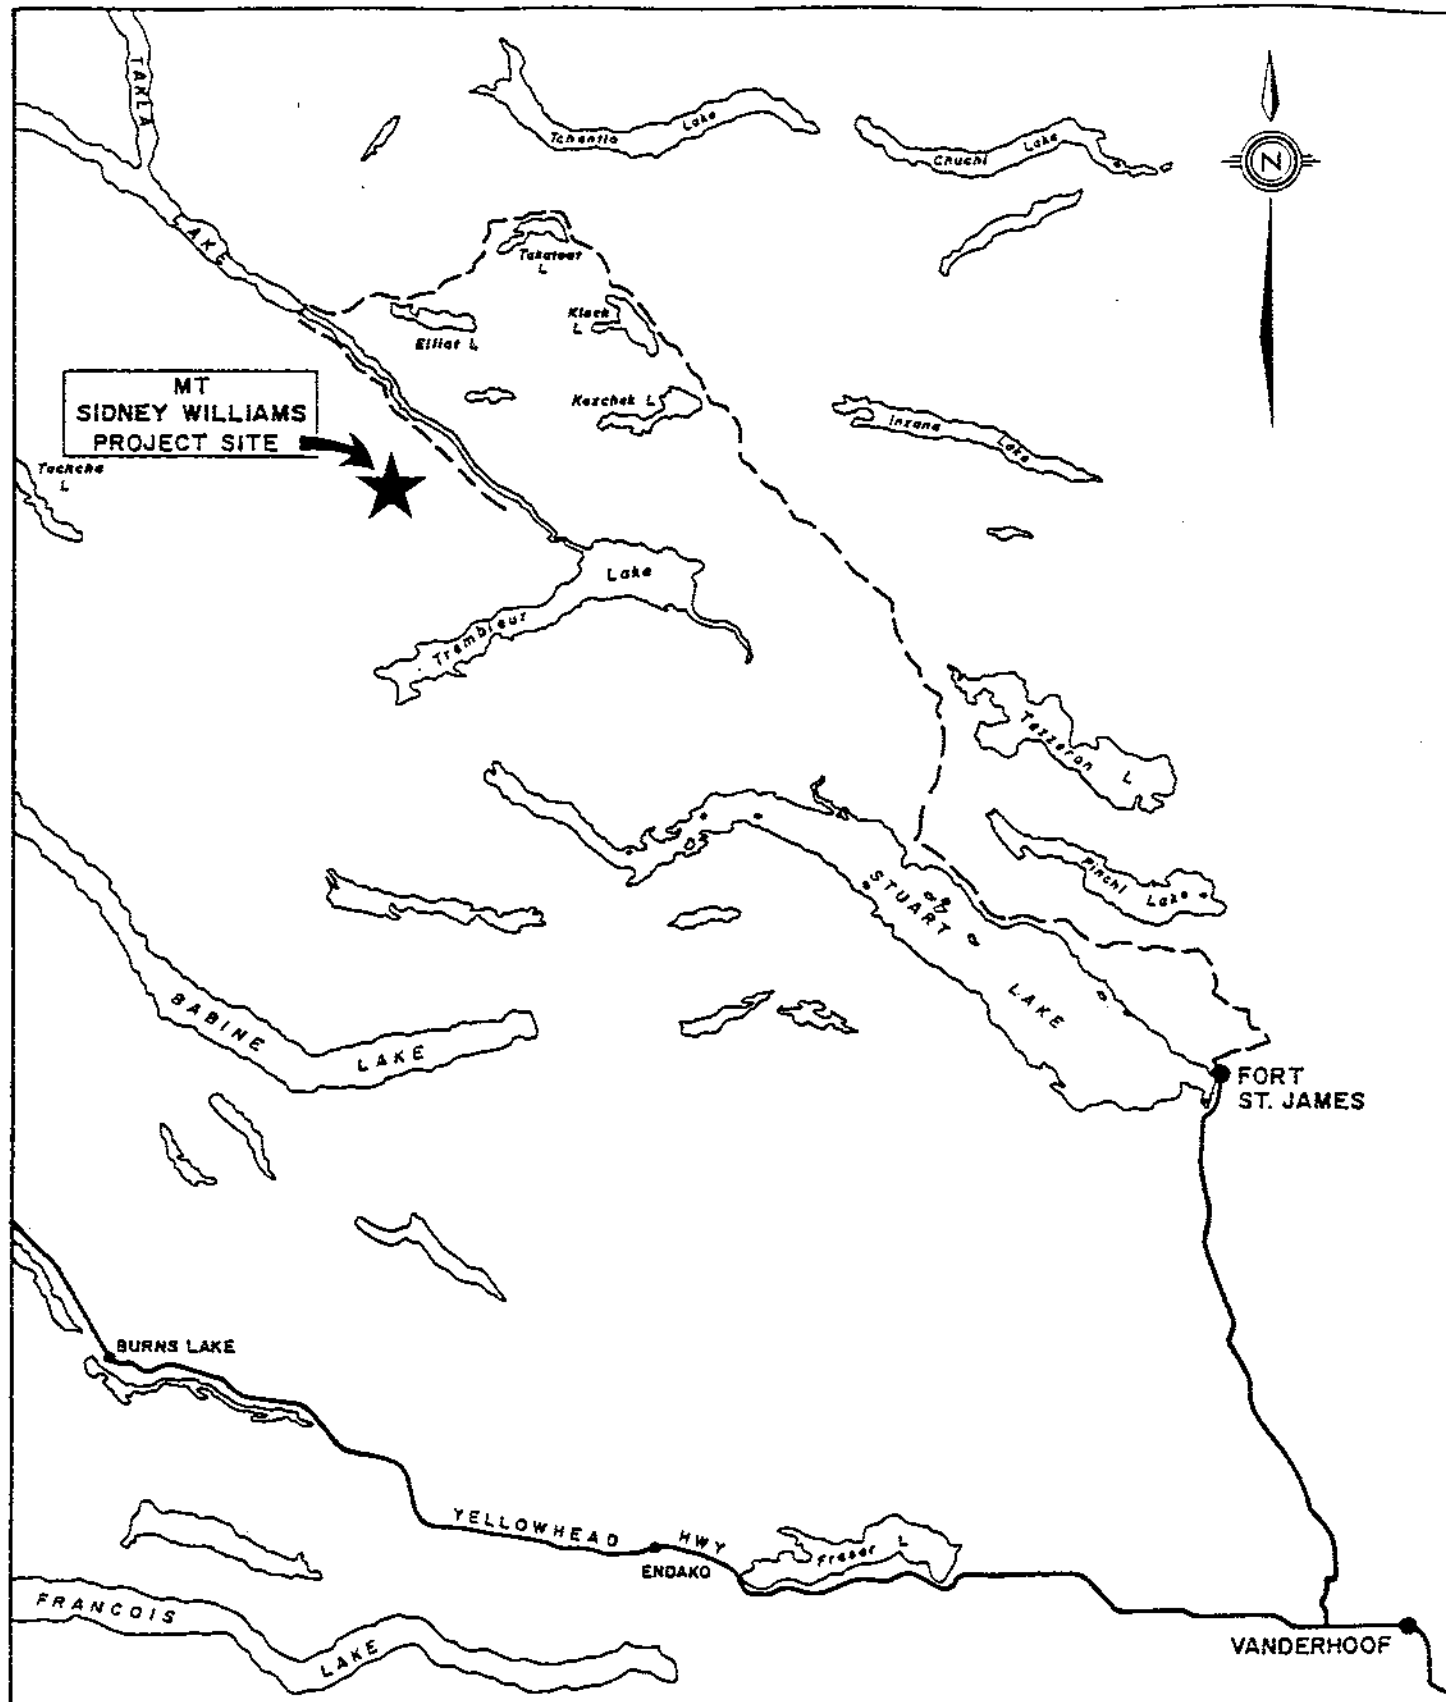 TAKLA
LAKE
Tchentlo Lake
Chuchi Lake
N
Takatoot
L
Klack
L
Elliot L
MT
SIDNEY WILLIAMS
PROJECT SITE
Kazchek L
Inzana Lake
Tochcha
L
Lake
Trembleur
Tezzeron L
Pinchi
Lake
STUART
LAKE
BABINE
LAKE
FORT
ST. JAMES
BURNS LAKE
YELLOWHEAD HWY
ENDAKO
Fraser L
FRANCOIS
LAKE
VANDERHOOF